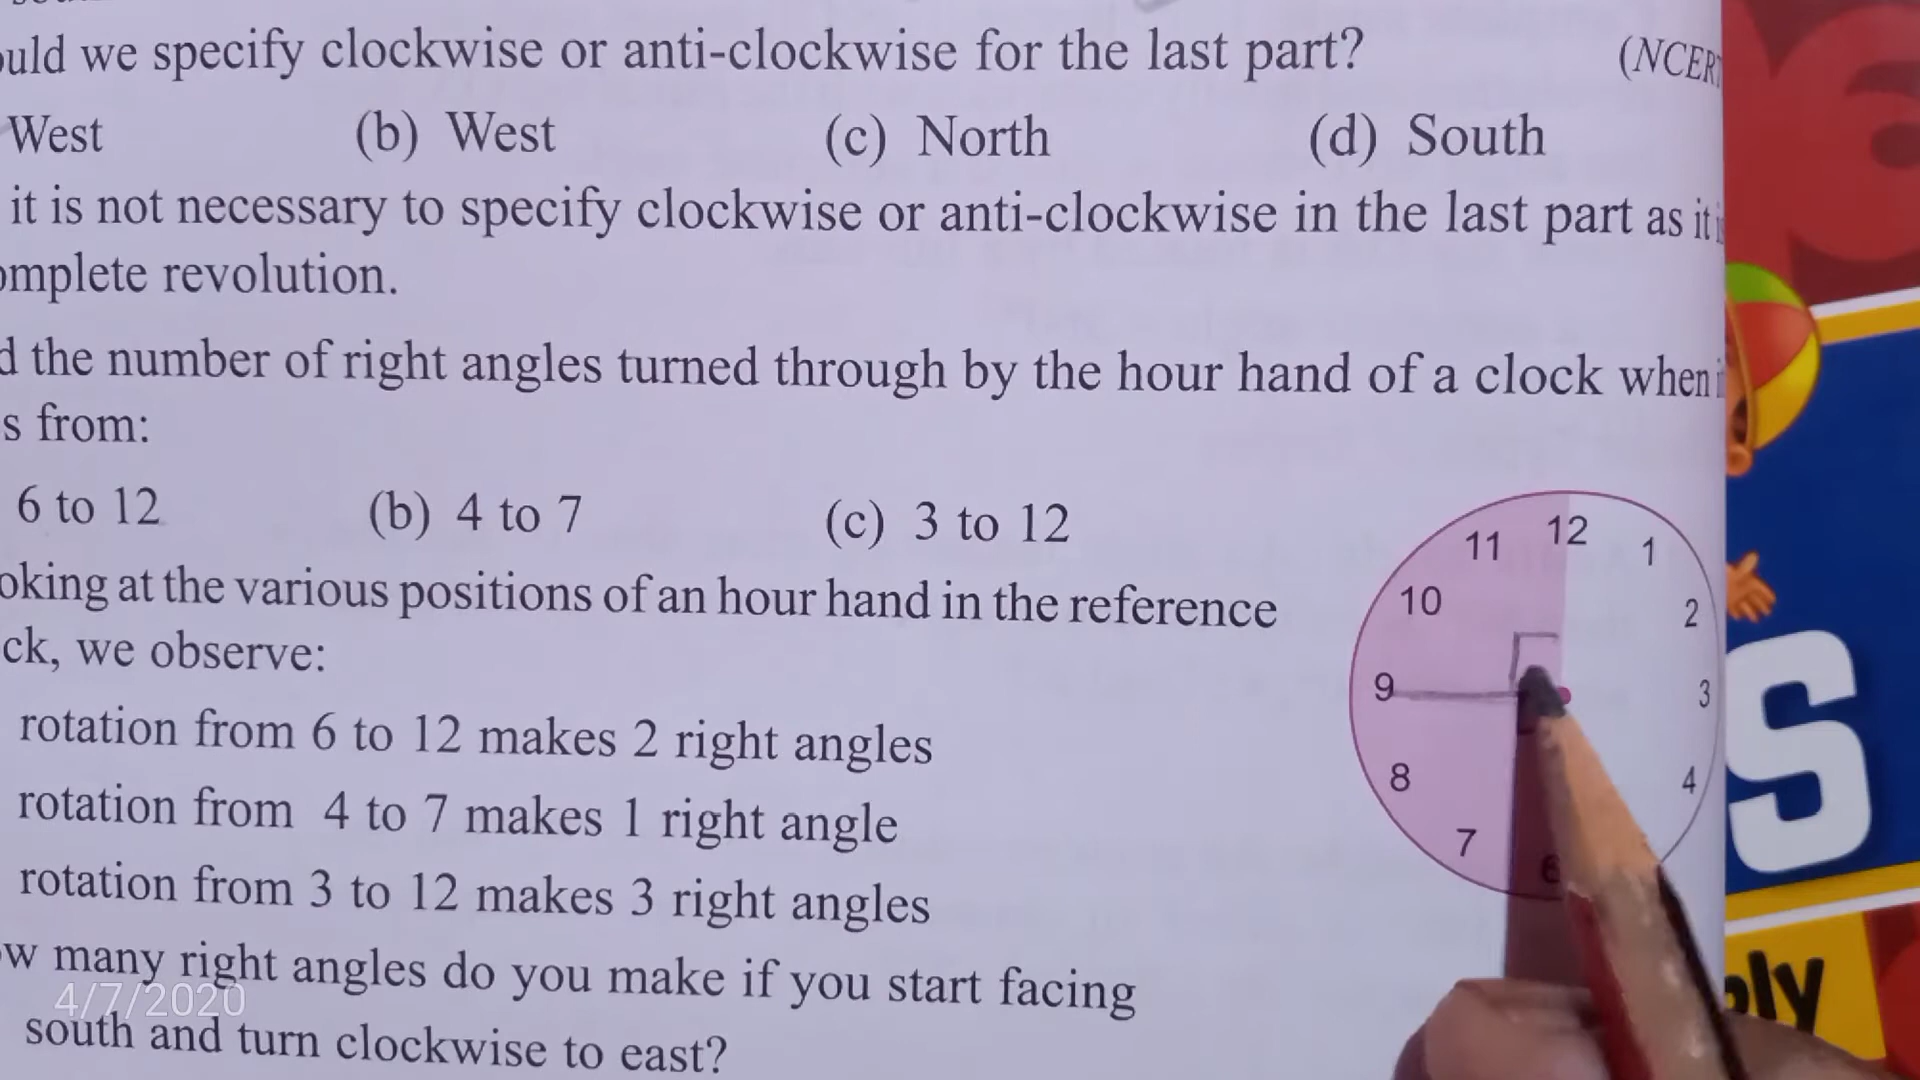 ould we specify clockwise or anti-clockwise for the last part? (NCERT
West (b) West (c) North (d) South
it is not necessary to specify clockwise or anti-clockwise in the last part as it i
omplete revolution.
d the number of right angles turned through by the hour hand of a clock when i
s from:
6 to 12 (b) 4 to 7 (c) 3 to 12
oking at the various positions of an hour hand in the reference
ck, we observe:
rotation from 6 to 12 makes 2 right angles
rotation from 4 to 7 makes 1 right angle
rotation from 3 to 12 makes 3 right angles
w many right angles do you make if you start facing
south and turn clockwise to east?
12
11
1
10
2
9
3
8
4
7
6
4/7/2020
S
ply